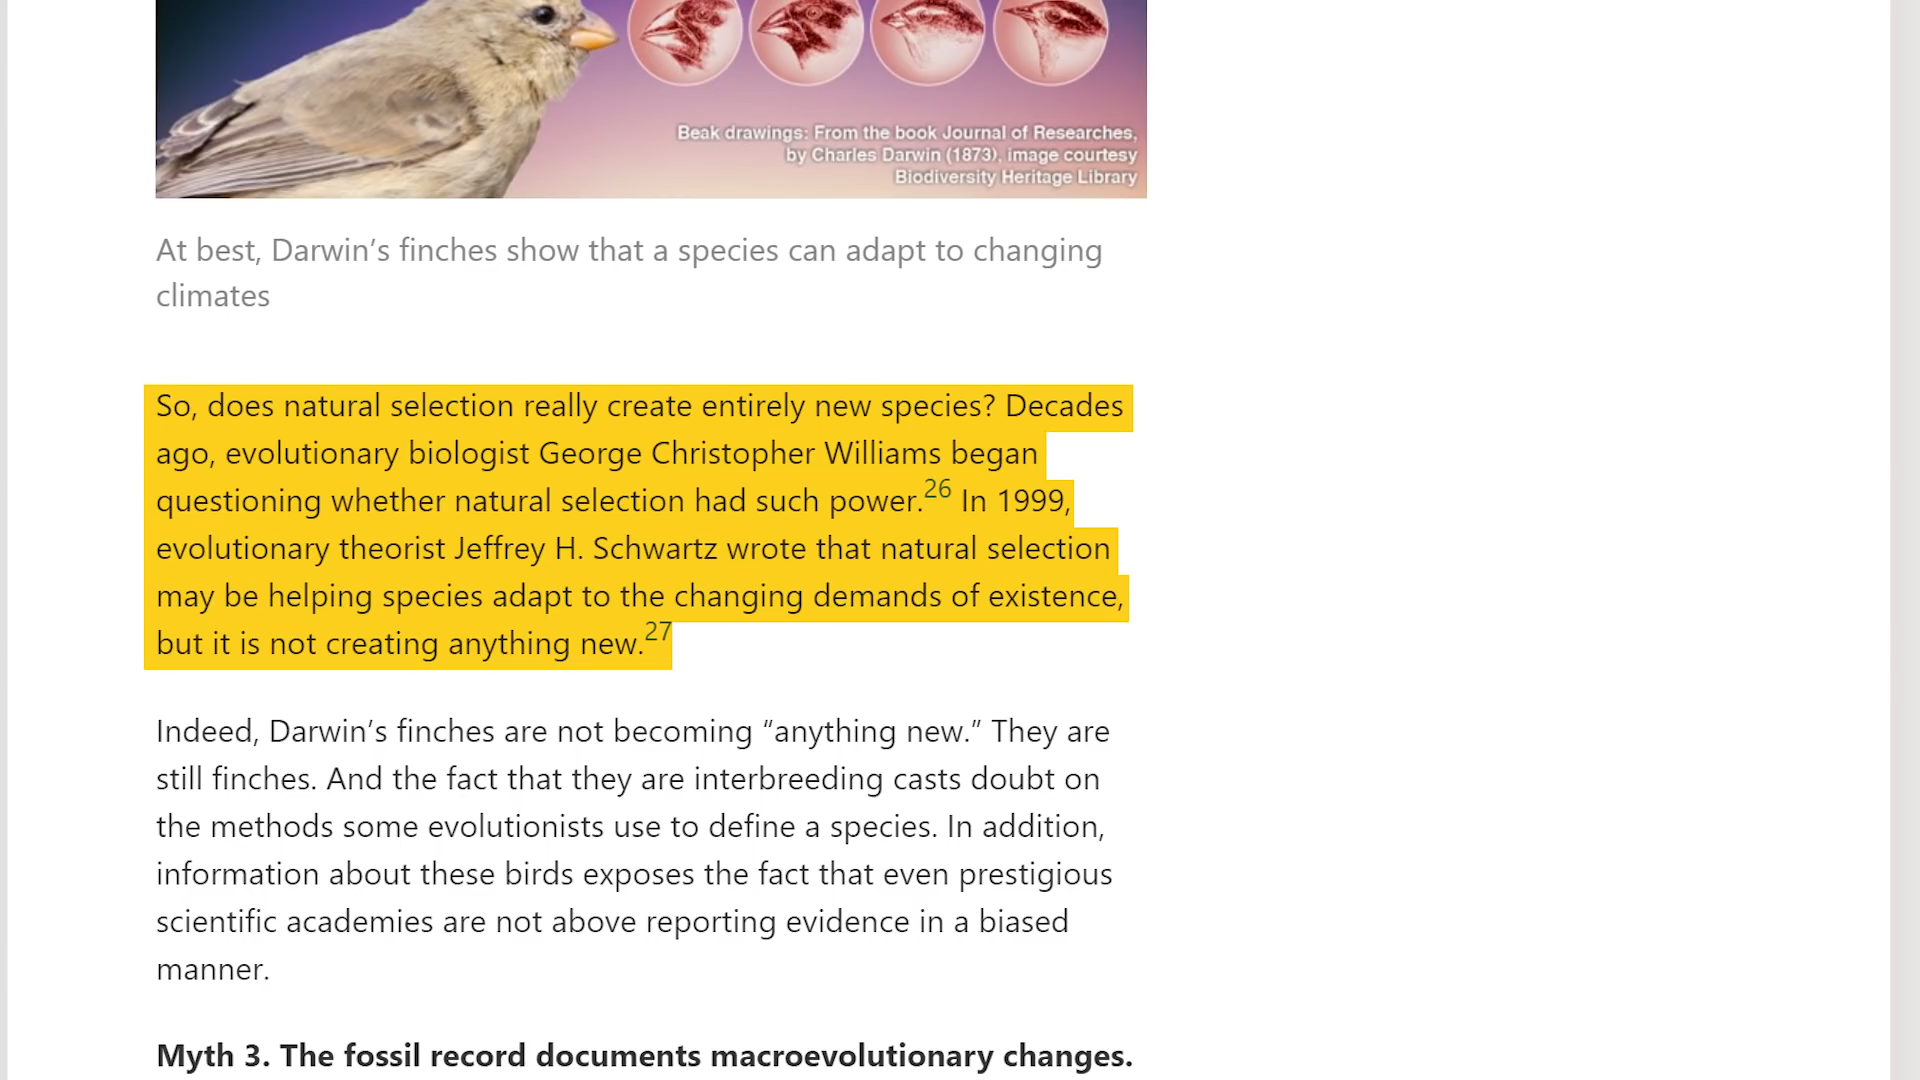 Beak drawings: From the book Journal of Researches,
by Charles Darwin (1873), image courtesy
Biodiversity Heritage Library
At best, Darwin’s finches show that a species can adapt to changing
climates
So, does natural selection really create entirely new species? Decades
ago, evolutionary biologist George Christopher Williams began
questioning whether natural selection had such power.26 In 1999,
evolutionary theorist Jeffrey H. Schwartz wrote that natural selection
may be helping species adapt to the changing demands of existence,
but it is not creating anything new.27
Indeed, Darwin’s finches are not becoming “anything new.” They are
still finches. And the fact that they are interbreeding casts doubt on
the methods some evolutionists use to define a species. In addition,
information about these birds exposes the fact that even prestigious
scientific academies are not above reporting evidence in a biased
manner.
Myth 3. The fossil record documents macroevolutionary changes.